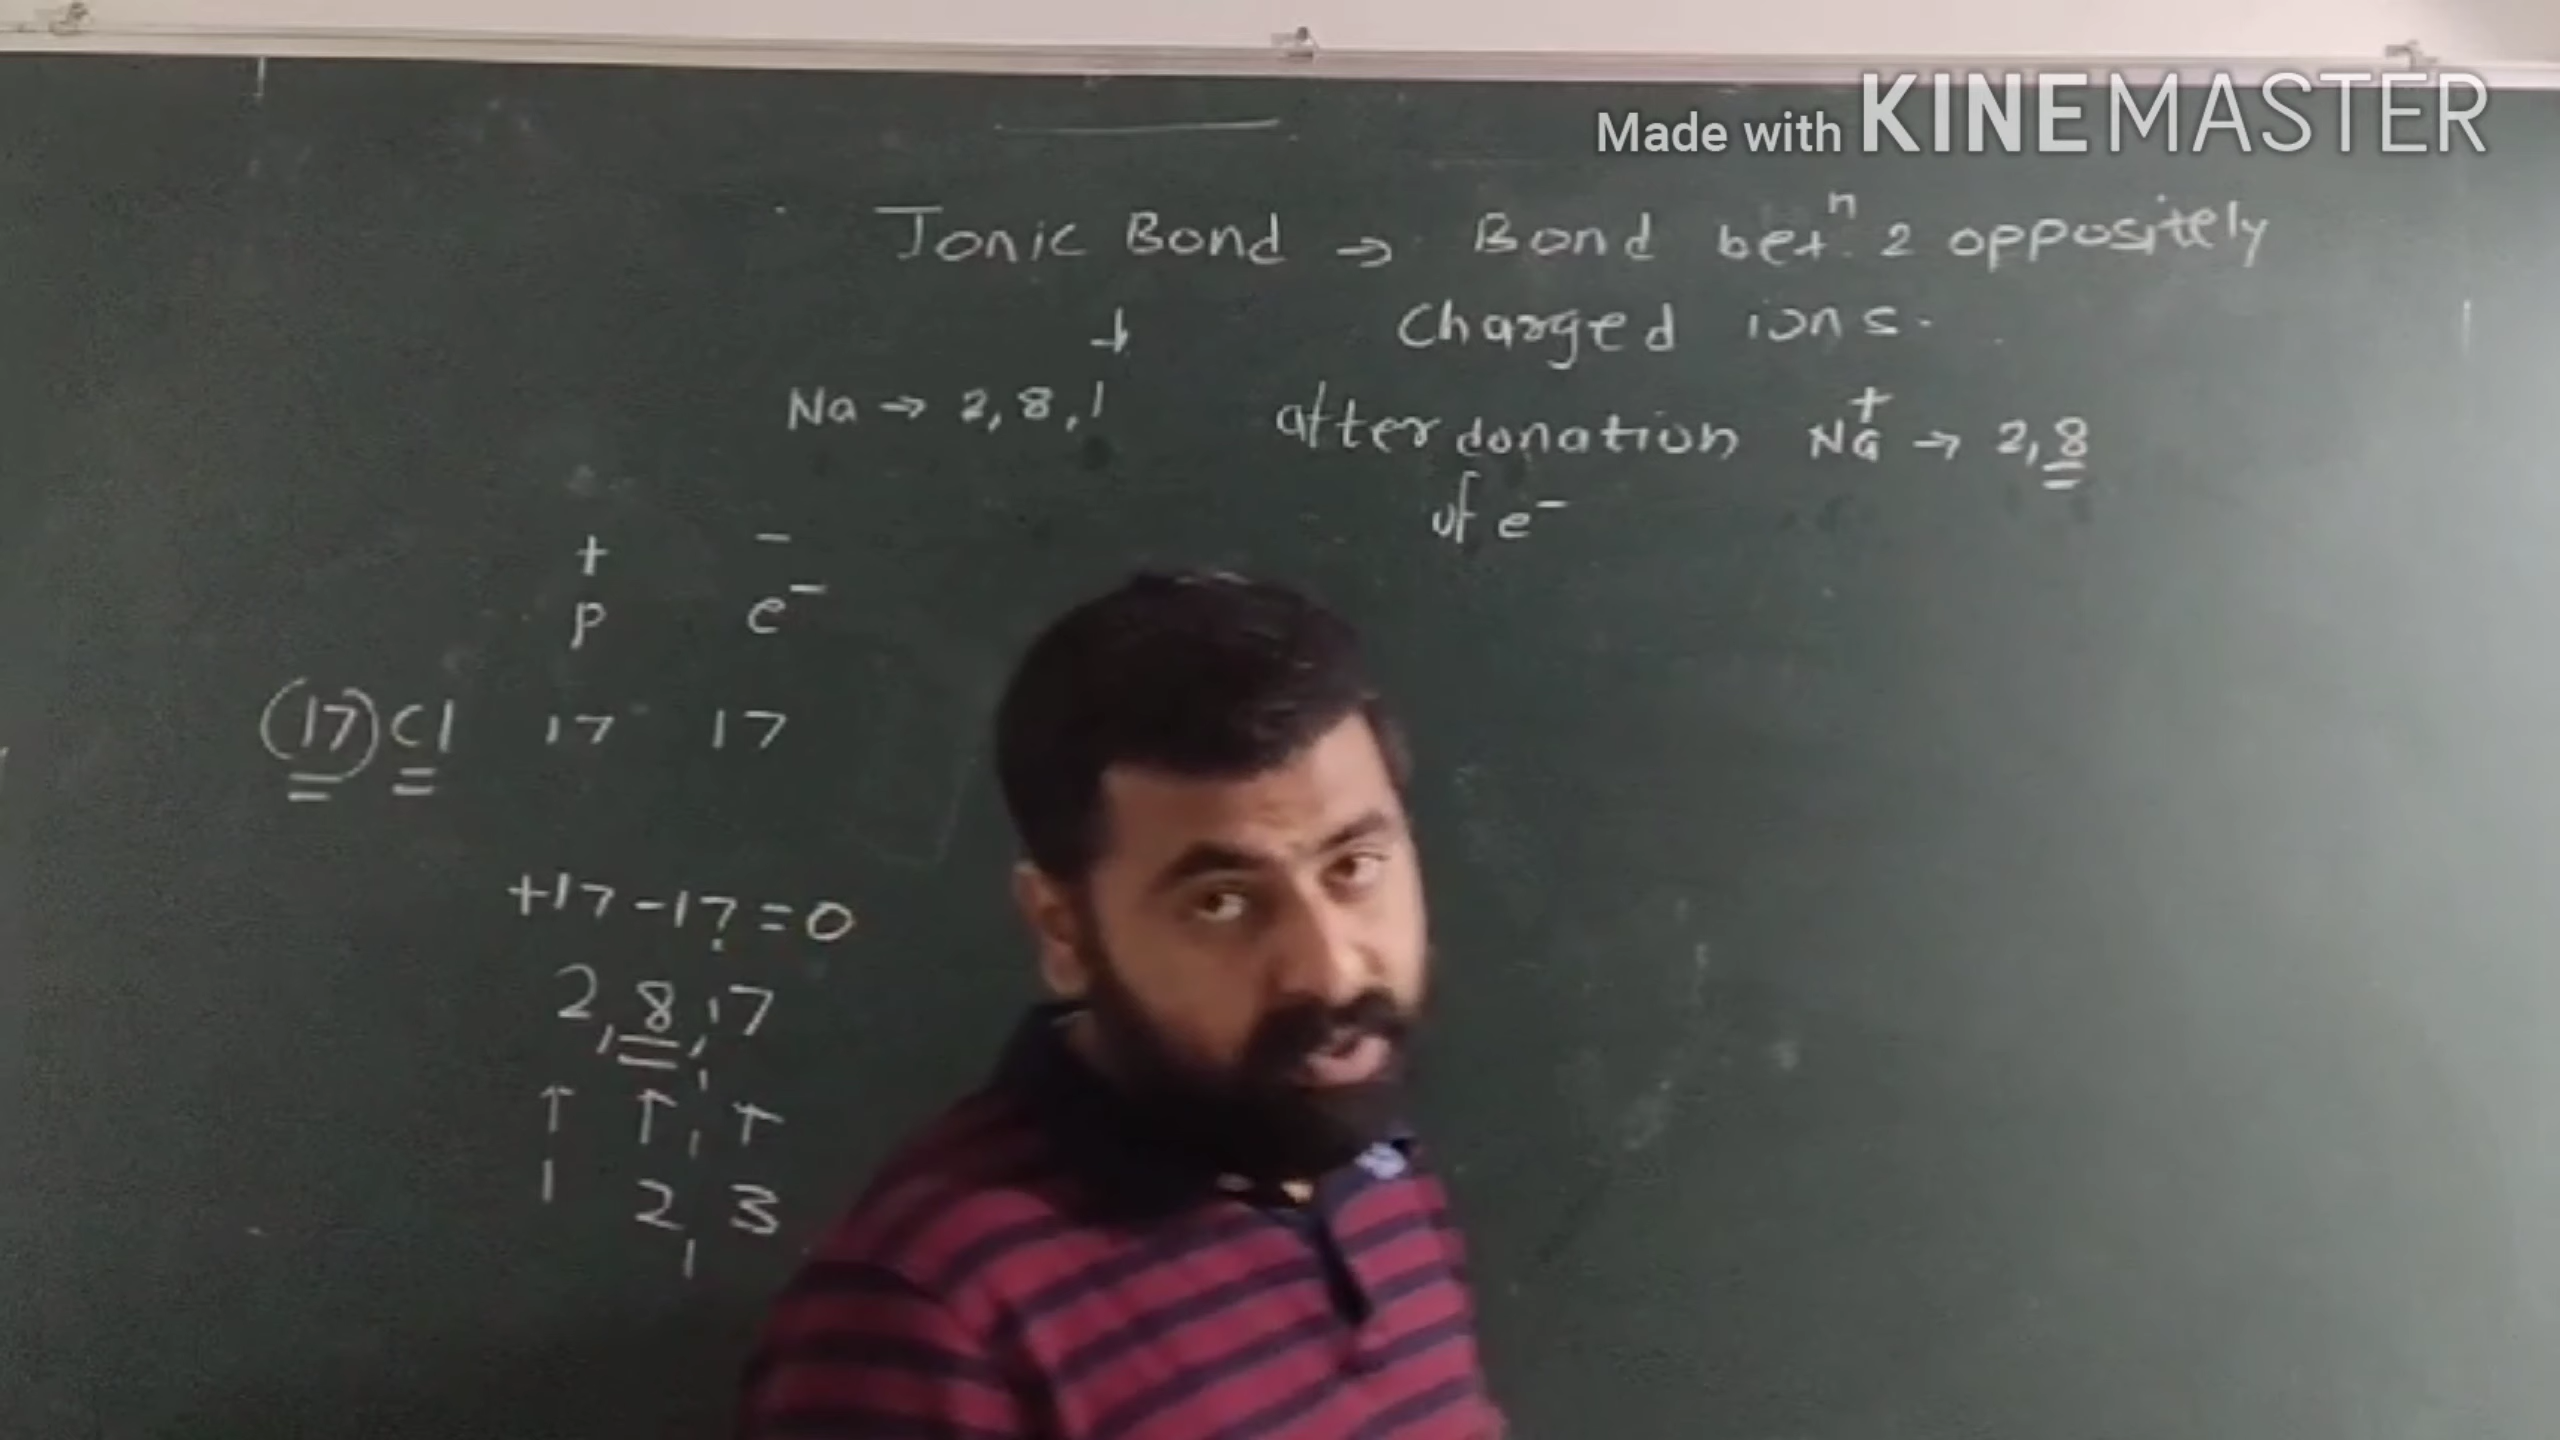 Made with KINEMASTER
Ionic Bond → Bond betⁿ 2 oppositely
charged ions.
Na → 2,8,1 after donation Na⁺ → 2,8
of e⁻
+ −
p e⁻
(17) Cl 17 17
+17-17=0
2,8,7
↑ ↑ ↑
1 2 3